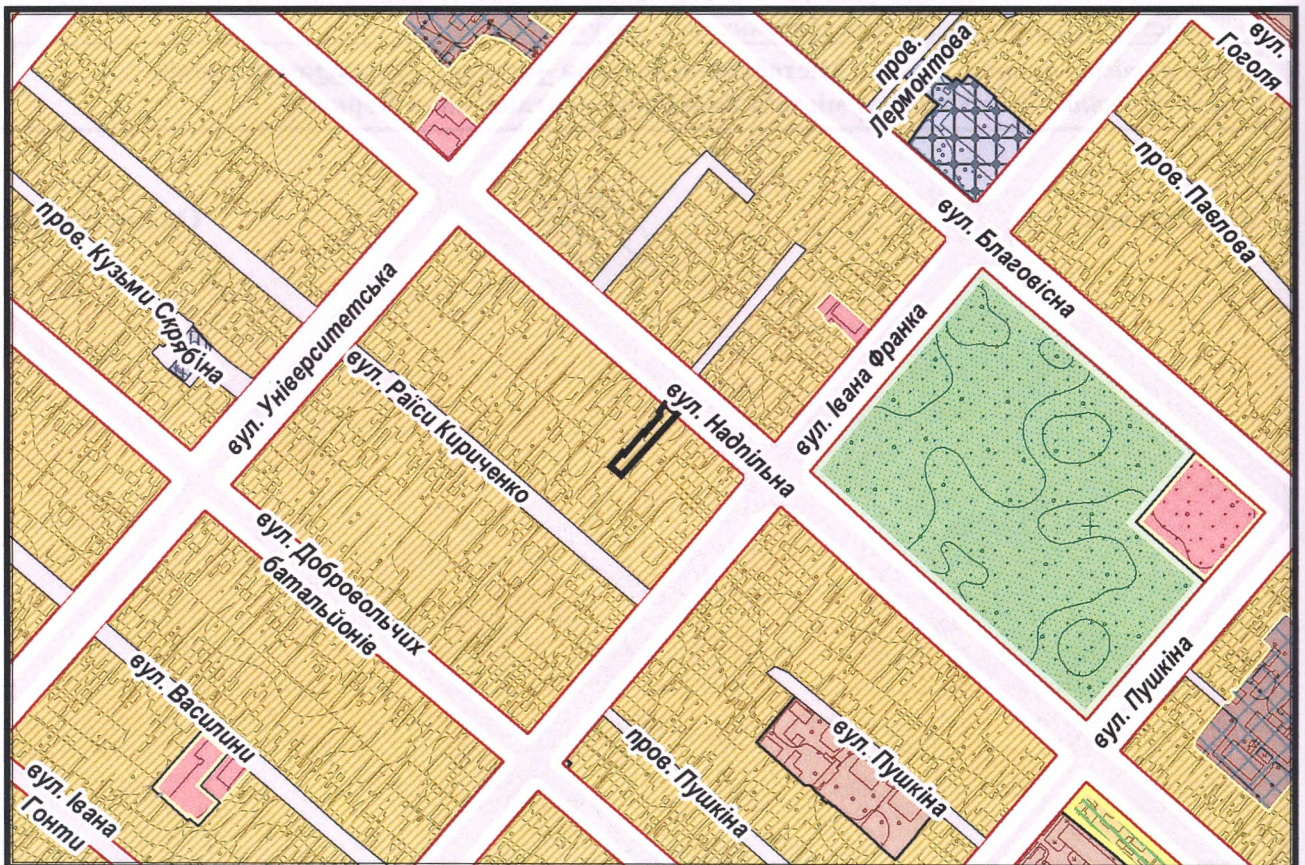 вул.
Гоголя
пров.
Лермонтова
пров. Павлова
вул. Благовісна
пров. Кузьми Скрябіна
вул. Університетська
вул. Раїси Кириченко
вул. Надпільна
вул. Івана Франка
вул. Добровольчих
батальйонів
вул. Василини
вул. Івана
Гонти
пров. Пушкіна
вул. Пушкіна
вул. Пушкіна